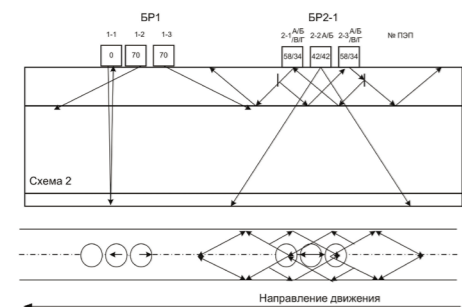 БР1 БР2-1
1-1 1-2 1-3 2-1 А/Б /В/Г 2-2 А/Б 2-3 А/Б /В/Г № ПЭП
0 70 70 58/34 42/42 58/34
Схема 2
Направление движения